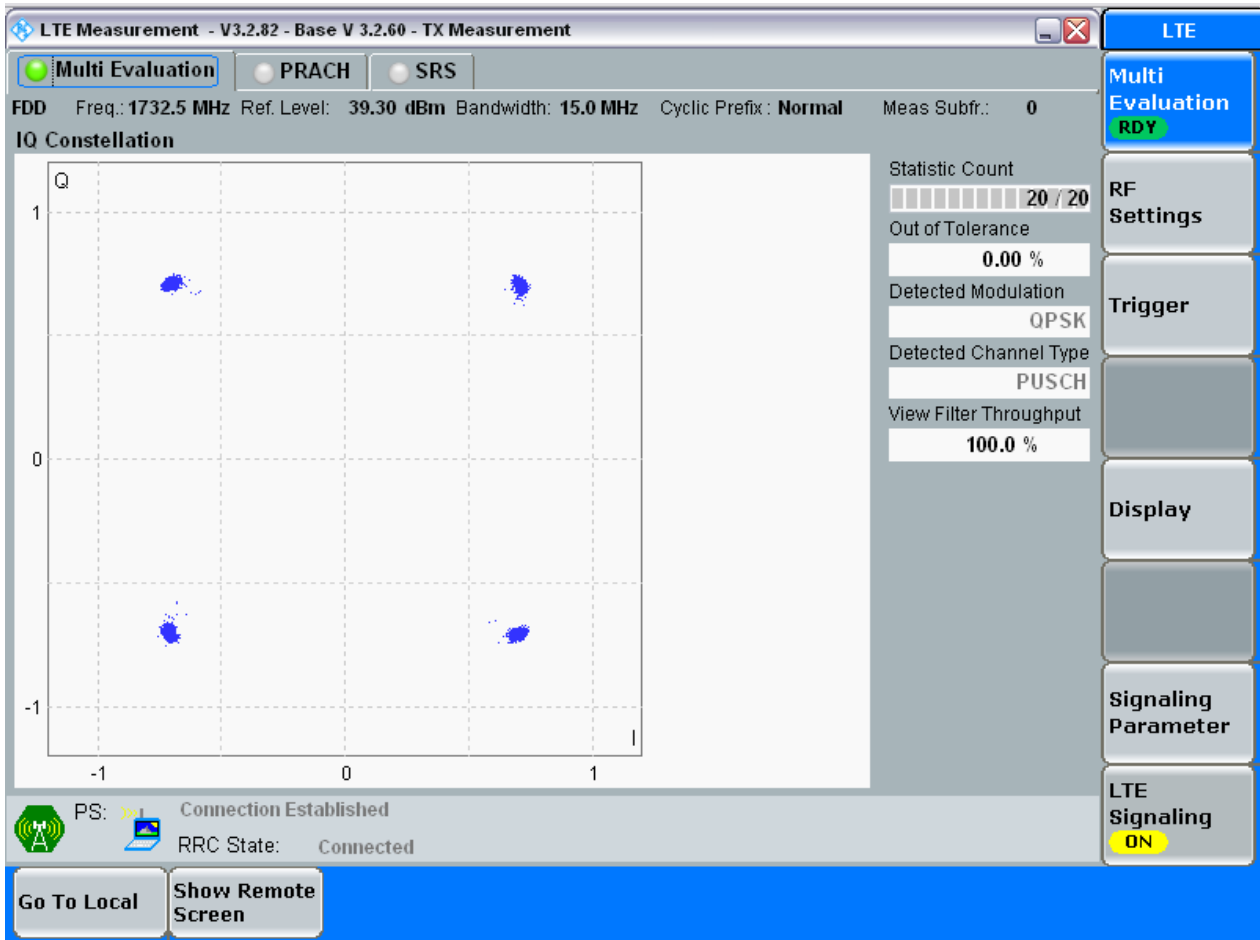 LTE Measurement - V3.2.82 - Base V 3.2.60 - TX Measurement
LTE
Multi Evaluation PRACH SRS
Multi
Evaluation
RDY
FDD Freq.: 1732.5 MHz Ref. Level: 39.30 dBm Bandwidth: 15.0 MHz Cyclic Prefix : Normal Meas Subfr.: 0
IQ Constellation
Q
1
0
-1
I
-1 0 1
Statistic Count
20 / 20
Out of Tolerance
0.00 %
Detected Modulation
QPSK
Detected Channel Type
PUSCH
View Filter Throughput
100.0 %
RF
Settings
Trigger
Display
Signaling
Parameter
LTE
Signaling
ON
PS: Connection Established
RRC State: Connected
Go To Local
Show Remote
Screen